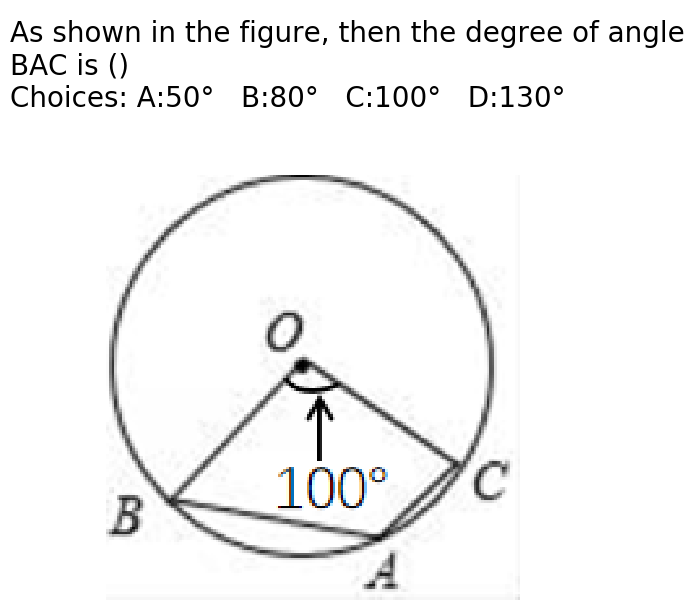 As shown in the figure, then the degree of angle
BAC is ()
Choices: A:50°   B:80°   C:100°   D:130°
O
100°
C
B
A